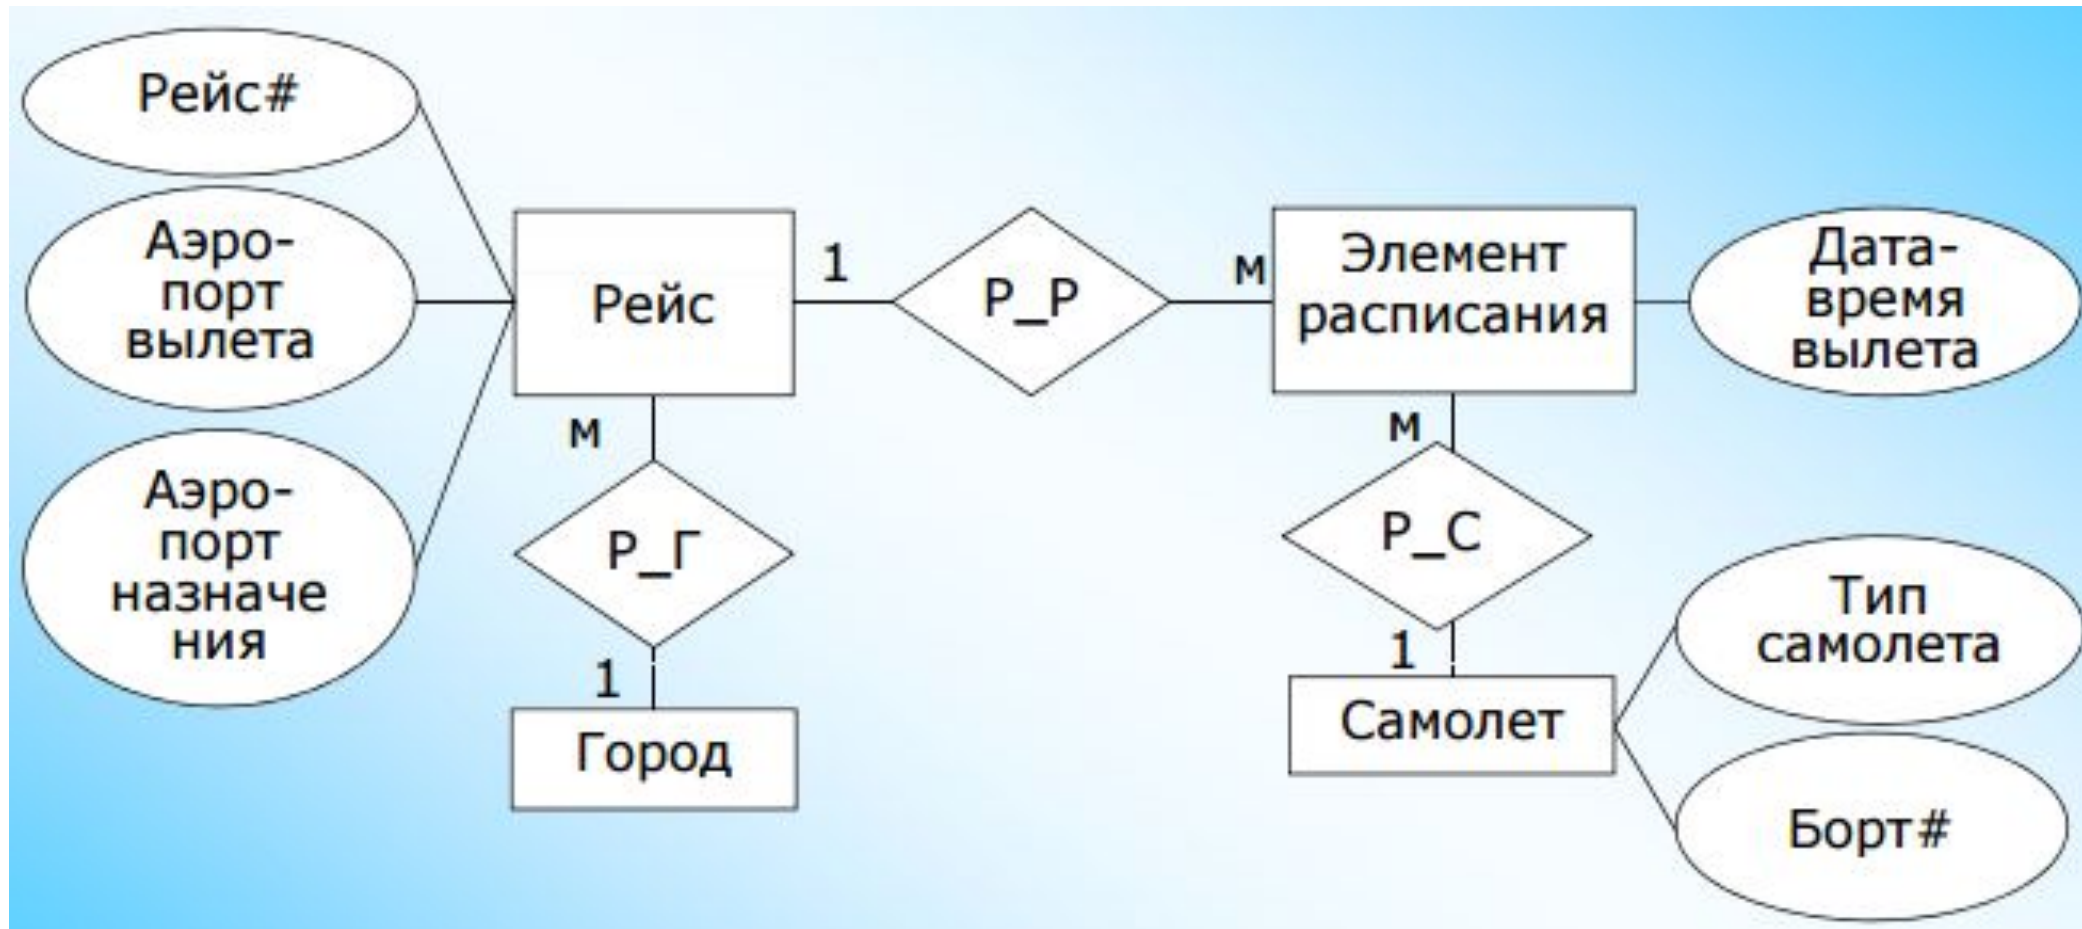 Рейс#
Аэро-
порт
вылета
Аэро-
порт
назначе
ния
Рейс
1
Р_Р
м
Элемент
расписания
Дата-
время
вылета
м
Р_Г
1
Город
м
Р_С
1
Самолет
Тип
самолета
Борт#